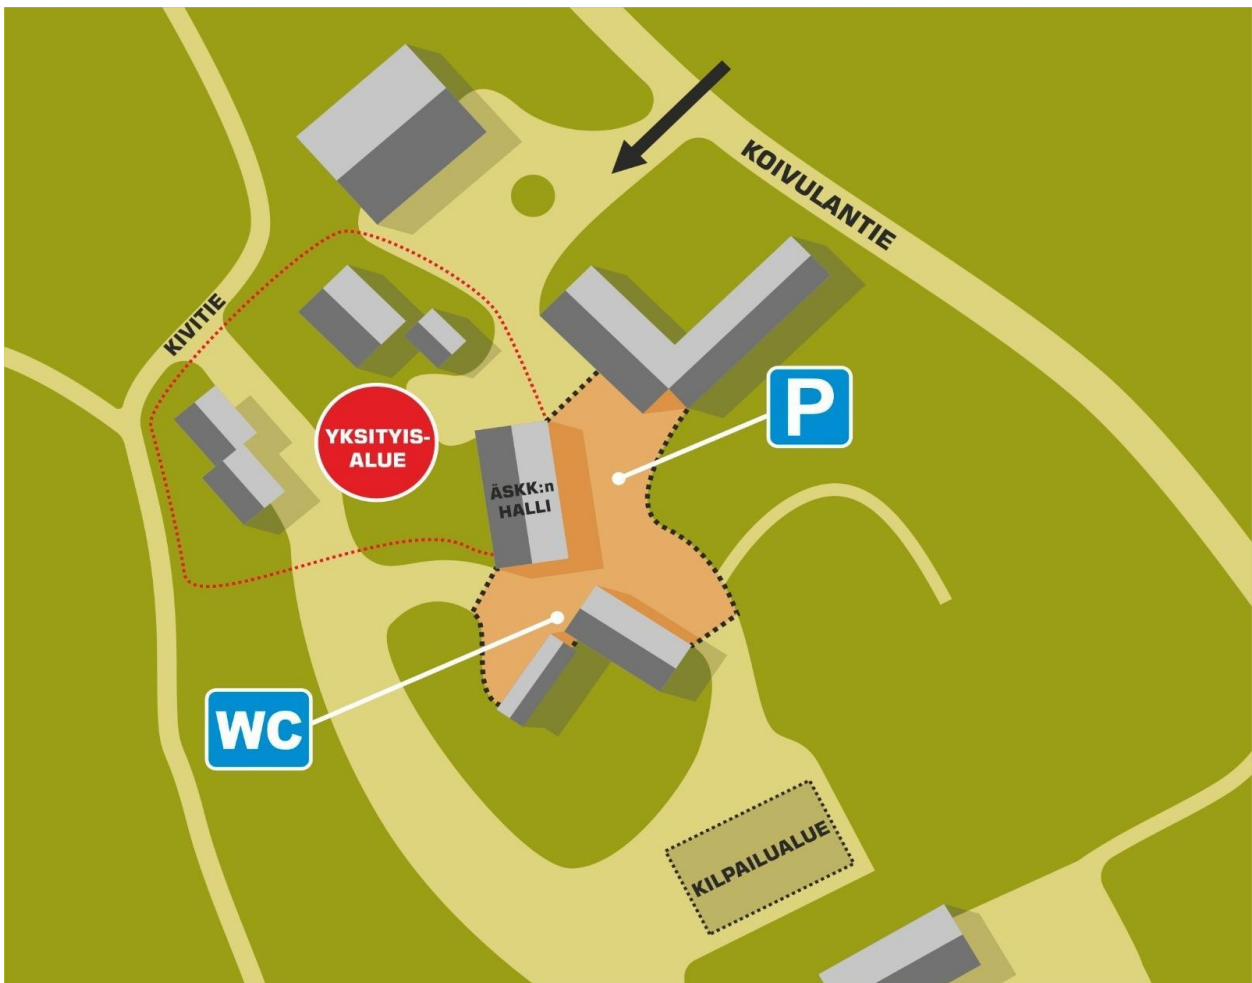 KOIVULANTIE
KIVITIE
P
YKSITYIS-
ALUE
ÄSKK:n
HALLI
WC
KILPAILUALUE